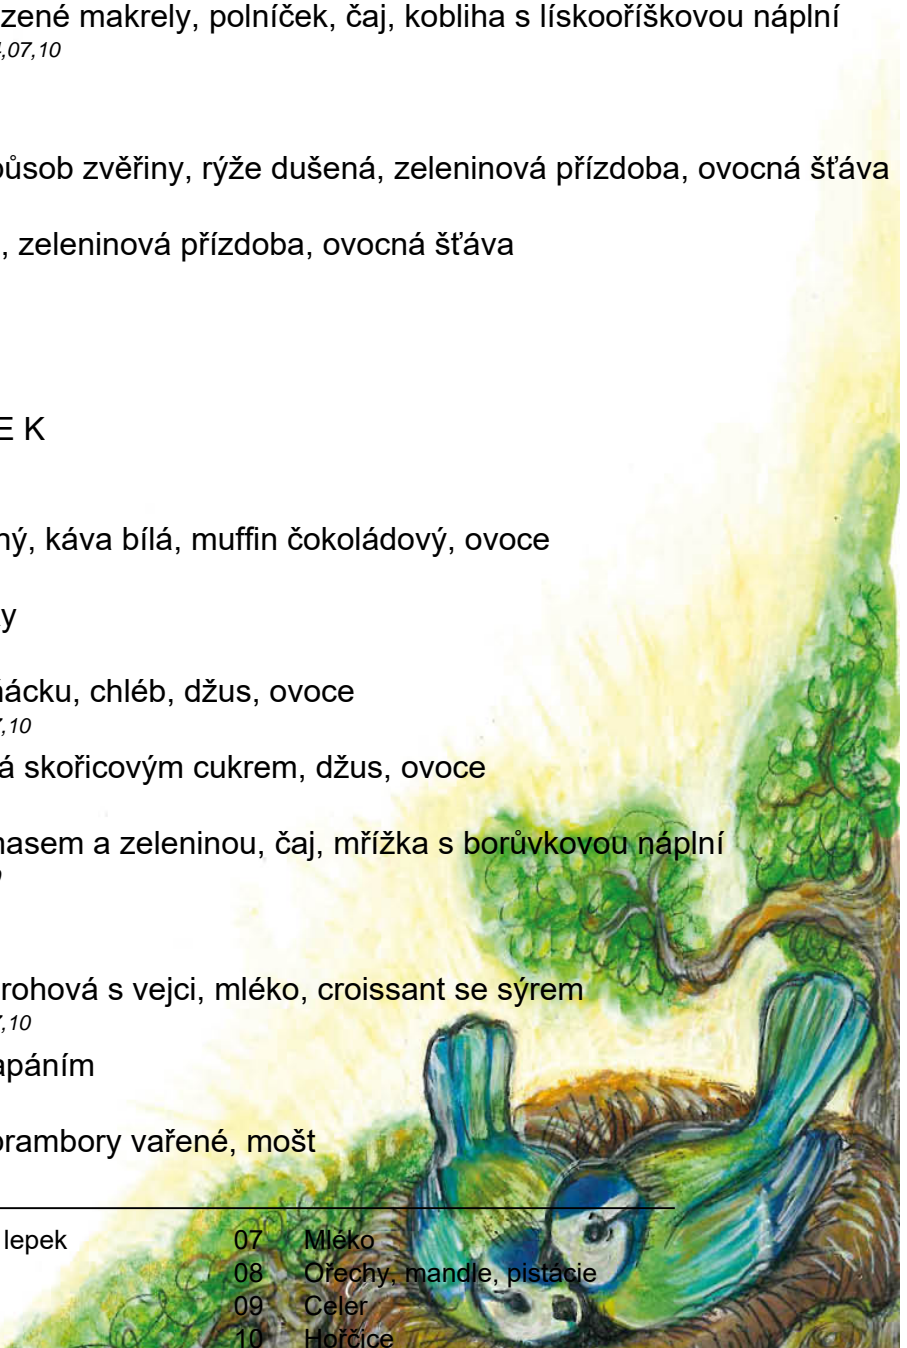 zené makrely, polníček, čaj, kobliha s lískooříškovou náplní
,07,10
působ zvěřiny, rýže dušená, zeleninová přízdoba, ovocná šťáva
, zeleninová přízdoba, ovocná šťáva
E K
ný, káva bílá, muffin čokoládový, ovoce
y
ňácku, chléb, džus, ovoce
,10
á skořicovým cukrem, džus, ovoce
masem a zeleninou, čaj, mřížka s borůvkovou náplní
rohová s vejci, mléko, croissant se sýrem
,10
apáním
brambory vařené, mošt
lepek 07 Mléko
08 Ořechy, mandle, pistácie
09 Celer
10 Hořčice